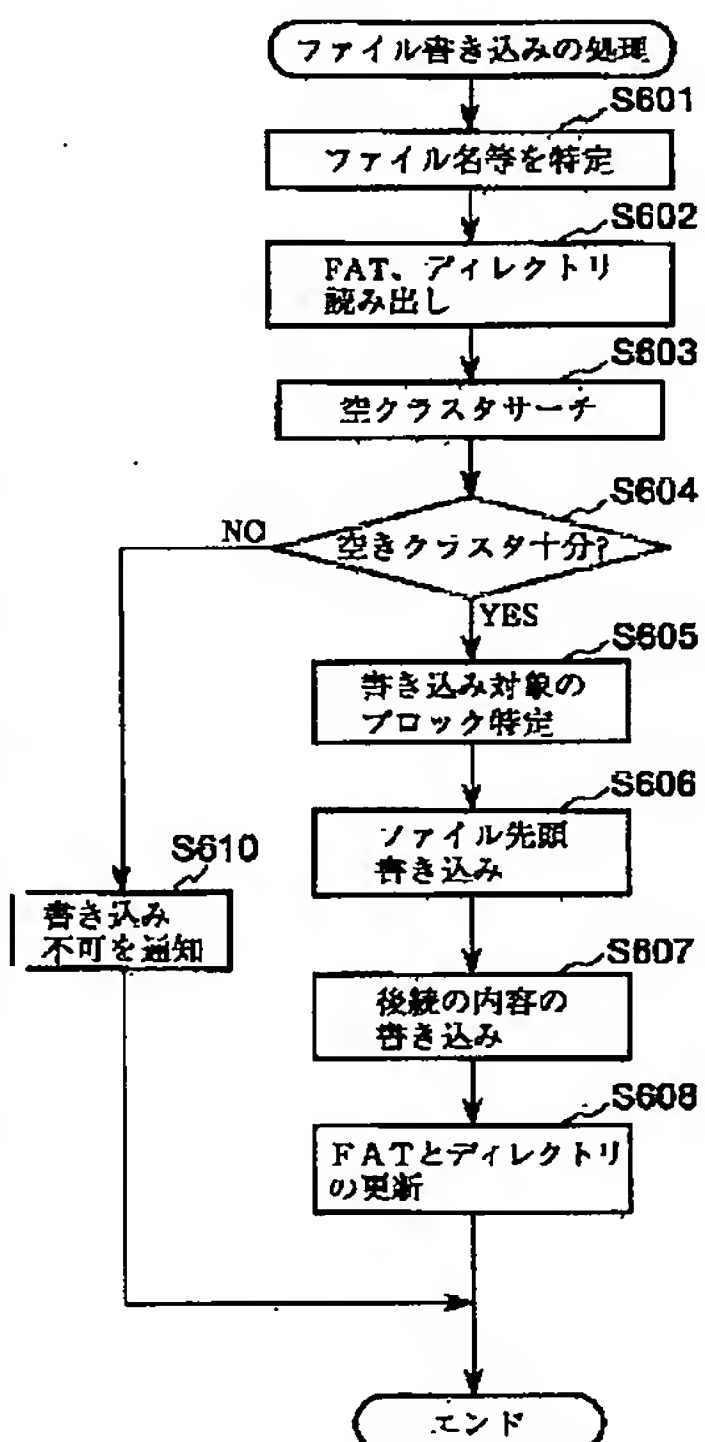 ファイル書き込みの処理
S601
ファイル名等を特定
S602
FAT、ディレクトリ
読み出し
S603
空クラスタサーチ
S604
空きクラスタ十分?
NO
YES
S605
書き込み対象の
ブロック特定
S606
ファイル先頭
書き込み
S610
書き込み
不可を通知
S607
後続の内容の
書き込み
S608
FATとディレクトリ
の更新
エンド